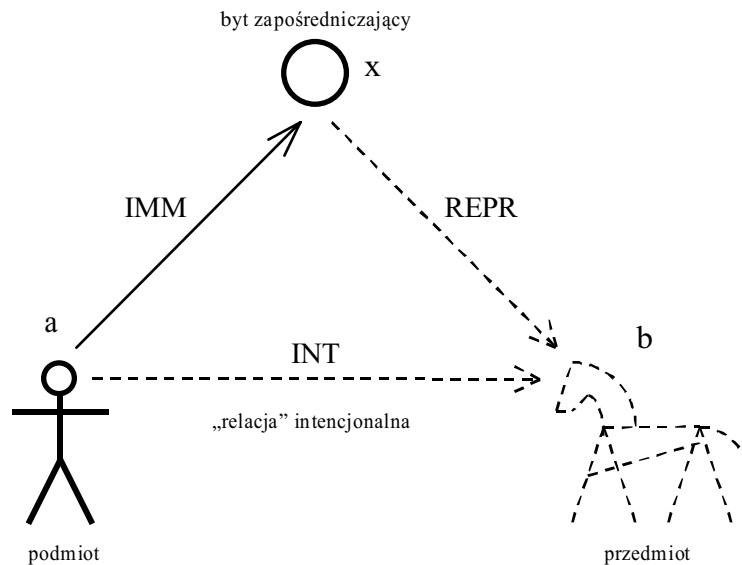 byt zapośredniczający
x
IMM
REPR
a
b
INT
„relacja” intencjonalna
podmiot
przedmiot